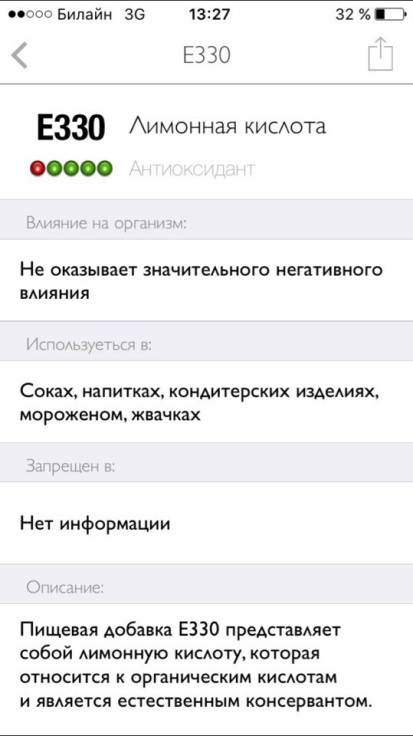 Билайн 3G 13:27 32 %
E330
E330 Лимонная кислота
Антиоксидант
Влияние на организм:
Не оказывает значительного негативного
влияния
Используеться в:
Соках, напитках, кондитерских изделиях,
мороженом, жвачках
Запрещен в:
Нет информации
Описание:
Пищевая добавка Е330 представляет
собой лимонную кислоту, которая
относится к органическим кислотам
и является естественным консервантом.